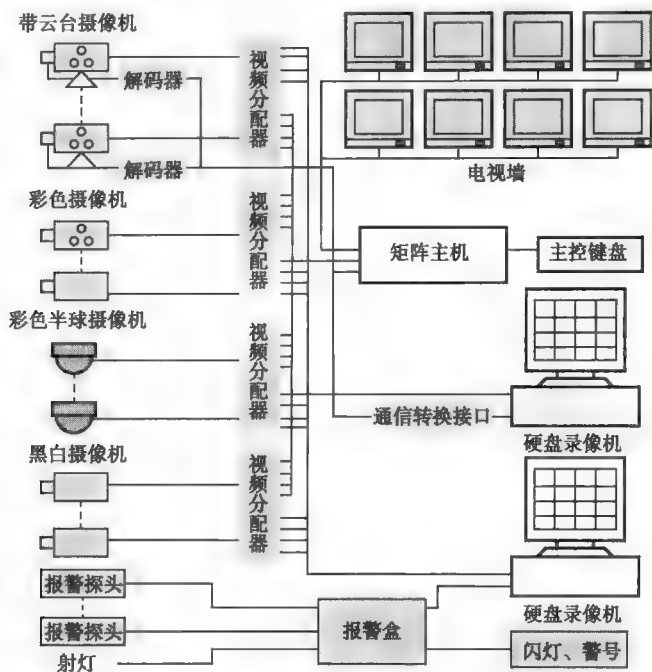 带云台摄像机
解码器
视频分配器
解码器
电视墙
彩色摄像机
视频分配器
矩阵主机
主控键盘
彩色半球摄像机
视频分配器
通信转换接口
硬盘录像机
黑白摄像机
视频分配器
报警探头
报警探头
报警盒
硬盘录像机
射灯
闪灯、警号